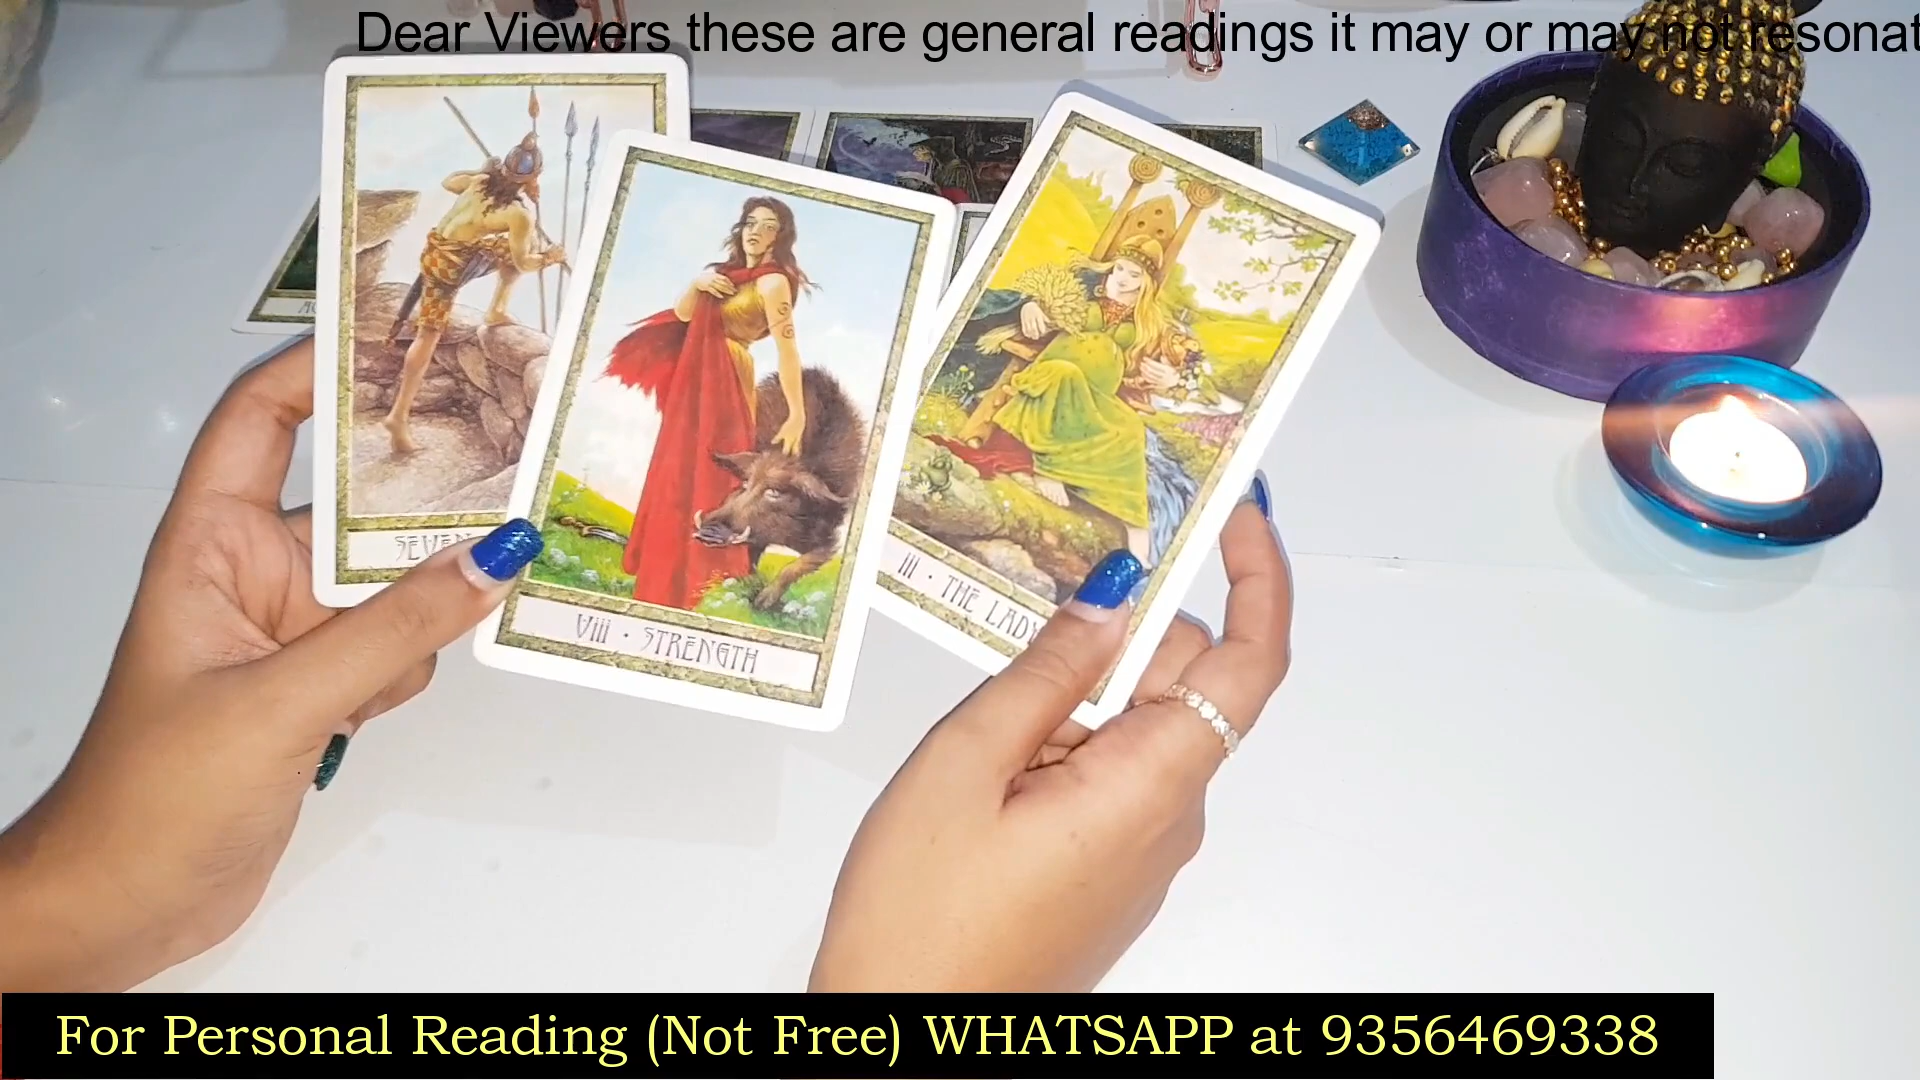 Dear Viewers these are general readings it may or may not resonat
SEVEN
VIII • STRENGTH
III • THE LADY
For Personal Reading (Not Free) WHATSAPP at 9356469338